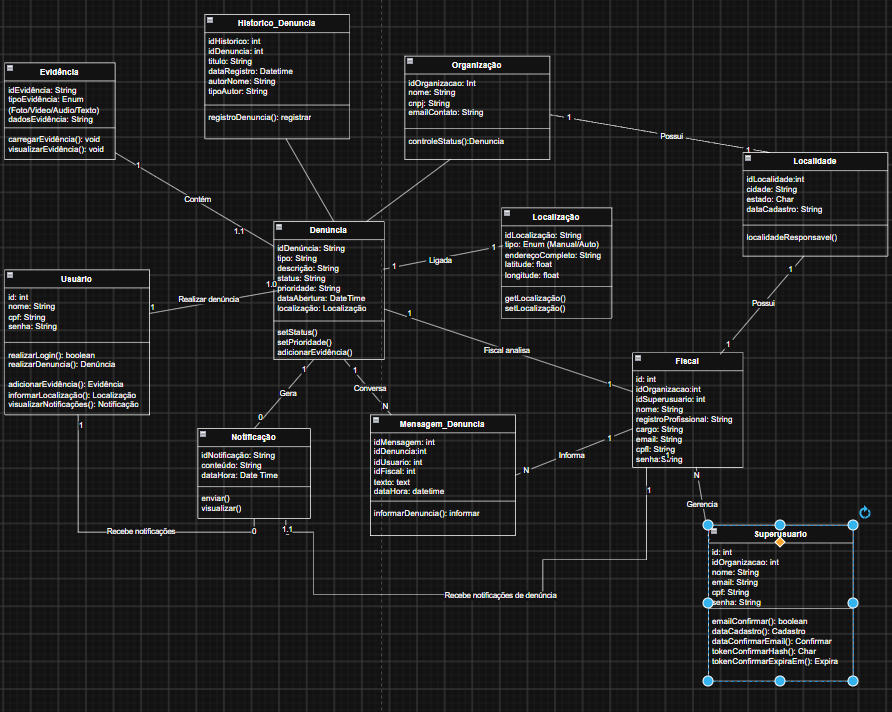 Historico_Denuncia
idHistorico: int
idDenuncia: int
titulo: String
dataRegistro: Datetime
autorNome: String
tipoAutor: String
registroDenuncia(): registrar
Evidência
idEvidência: String
tipoEvidência: Enum
(Foto/Video/Audio/Texto)
dadosEvidência: String
carregarEvidência(): void
visualizarEvidência(): void
Organização
idOrganizacao: Int
nome: String
cnpj: String
emailContato: String
controleStatus():Denuncia
1
Possui
1
Localidade
idLocalidade:int
cidade: String
estado: Char
dataCadastro: String
localidadeResponsavel()
1
Contém
1.1
Denúncia
idDenúncia: String
tipo: String
descrição: String
status: String
prioridade: String
dataAbertura: DateTime
localização: Localização
setStatus()
setPrioridade()
adicionarEvidência()
1
Ligada
1
Localização
idLocalização: String
tipo: Enum (Manual/Auto)
endereçoCompleto: String
latitude: float
longitude: float
getLocalização()
setLocalização()
1
Possui
1
Usuário
id: int
nome: String
cpf: String
senha: String
realizarLogin(): boolean
realizarDenuncia(): Denúncia
adicionarEvidência(): Evidência
informarLocalização(): Localização
visualizarNotificações(): Notificação
1
Realizar denúncia
1.0
1
Fiscal analisa
1
Fiscal
id: int
idOrganizacao:int
idSuperusuario: int
nome: String
registroProfissional: String
cargo: String
email: String
cpfl: String
senha:String
1
1
Gera
0
1
Conversa
N
Notificação
idNotificação: String
conteúdo: String
dataHora: Date Time
enviar()
visualizar()
Mensagem_Denuncia
idMensagem: int
idDenuncia:int
idUsuario: int
idFiscal: int
texto: text
dataHora: datetime
informarDenuncia(): informar
N
Informa
1
1
Recebe notificações
0
1.1
Recebe notificações de denúncia
1
N
Gerencia
Superusuario
id: int
idOrganizacao: int
nome: String
email: String
cpf: String
senha: String
emailConfirmar(): boolean
dataCadastro(): Cadastro
dataConfirmarEmail(): Confirmar
tokenConfirmarHash(): Char
tokenConfirmarExpiraEm(): Expira